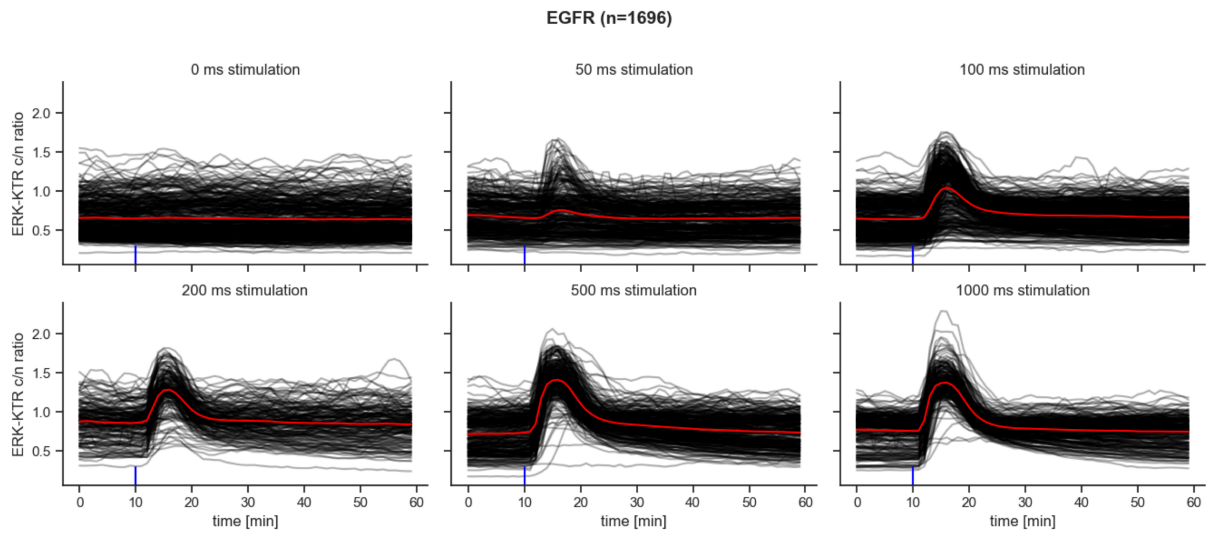 EGFR (n=1696)
0 ms stimulation
50 ms stimulation
100 ms stimulation
ERK-KTR c/n ratio
2.0
1.5
1.0
0.5
200 ms stimulation
500 ms stimulation
1000 ms stimulation
ERK-KTR c/n ratio
2.0
1.5
1.0
0.5
0 10 20 30 40 50 60
0 10 20 30 40 50 60
0 10 20 30 40 50 60
time [min]
time [min]
time [min]